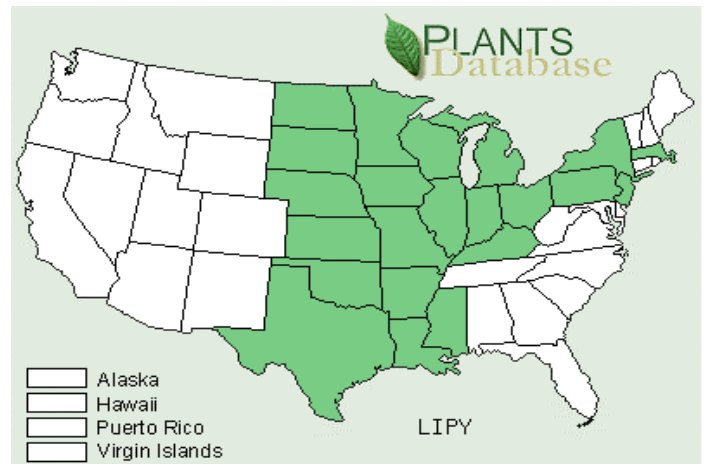 PLANTS
Database
Alaska
Hawaii
Puerto Rico
Virgin Islands
LIPY